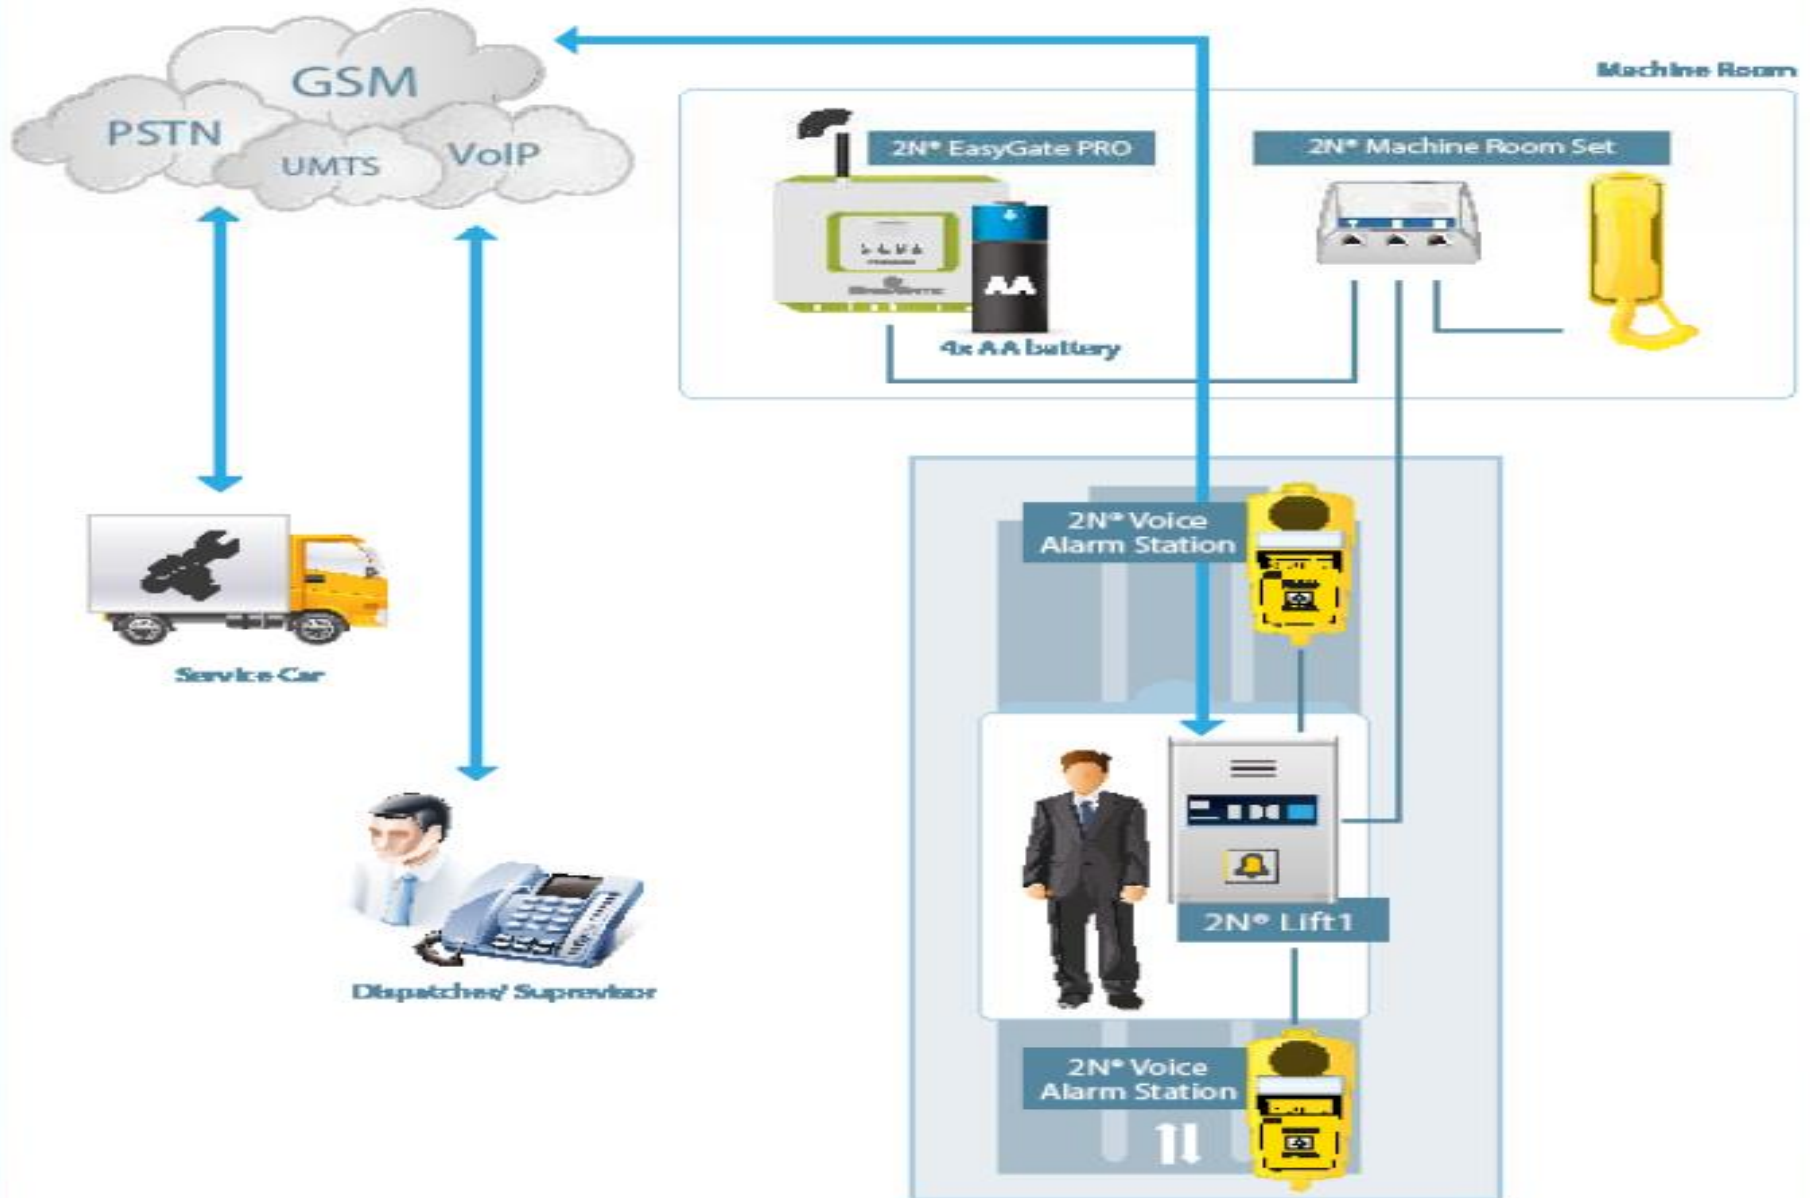 GSM
PSTN
UMTS
VoIP
Machine Room
2N® EasyGate PRO
2N® Machine Room Set
AA
4x AA battery
2N® Voice
Alarm Station
Service Car
2N® Lift1
Dispatcher/ Suprevisor
2N® Voice
Alarm Station